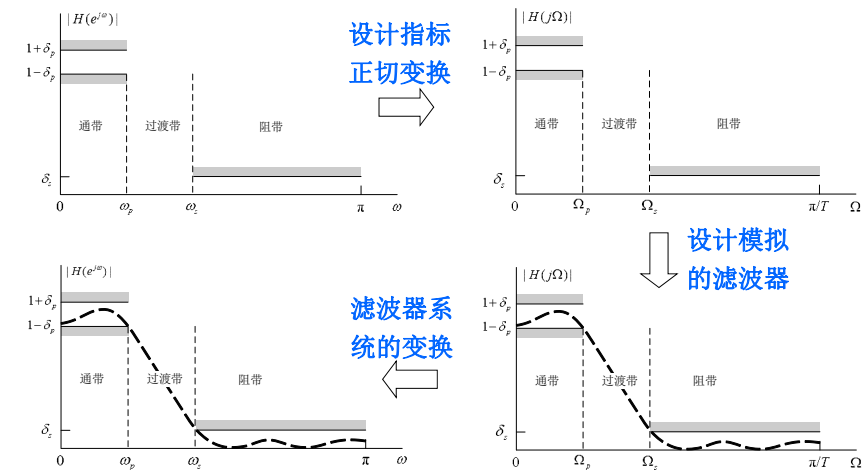 |H(e^{jω})|
1+δ_p
1−δ_p
通带
过渡带
阻带
δ_s
0
ω_p
ω_s
π
ω
设计指标
正切变换
|H(jΩ)|
1+δ_p
1−δ_p
通带
过渡带
阻带
δ_s
0
Ω_p
Ω_s
π/T
Ω
设计模拟
的滤波器
|H(e^{jω})|
1+δ_p
1−δ_p
通带
过渡带
阻带
δ_s
0
ω_p
ω_s
π
ω
滤波器系
统的变换
|H(jΩ)|
1+δ_p
1−δ_p
通带
过渡带
阻带
δ_s
0
Ω_p
Ω_s
π/T
Ω